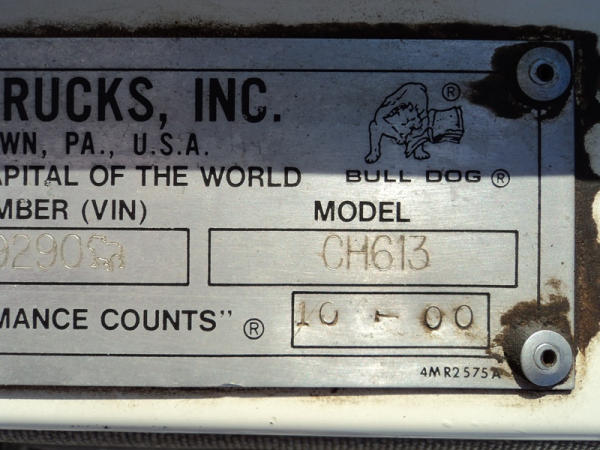 RUCKS, INC.
®
WN, PA., U.S.A.
APITAL OF THE WORLD
BULL DOG ®
MBER (VIN)
MODEL
9290
CH613
MANCE COUNTS" ®
10 - 00
4MR2575A